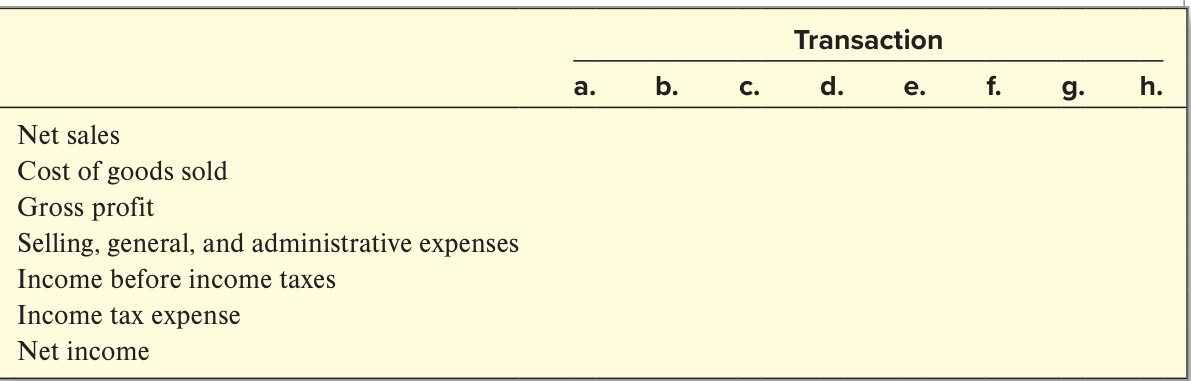 Transaction
a. b. c. d. e. f. g. h.
Net sales
Cost of goods sold
Gross profit
Selling, general, and administrative expenses
Income before income taxes
Income tax expense
Net income